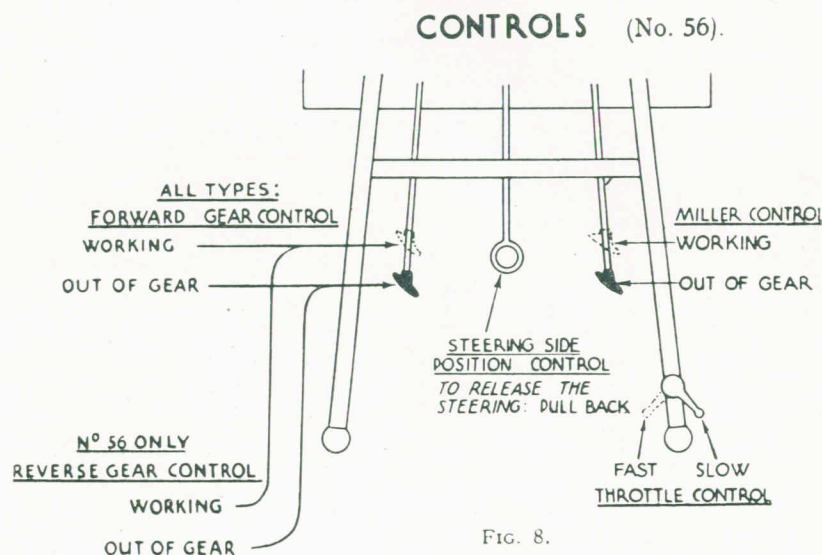 CONTROLS (No. 56).
ALL TYPES:
FORWARD GEAR CONTROL
WORKING
OUT OF GEAR
MILLER CONTROL
WORKING
OUT OF GEAR
STEERING SIDE
POSITION CONTROL
TO RELEASE THE
STEERING: PULL BACK
Nº 56 ONLY
REVERSE GEAR CONTROL
WORKING
OUT OF GEAR
FAST SLOW
THROTTLE CONTROL
FIG. 8.